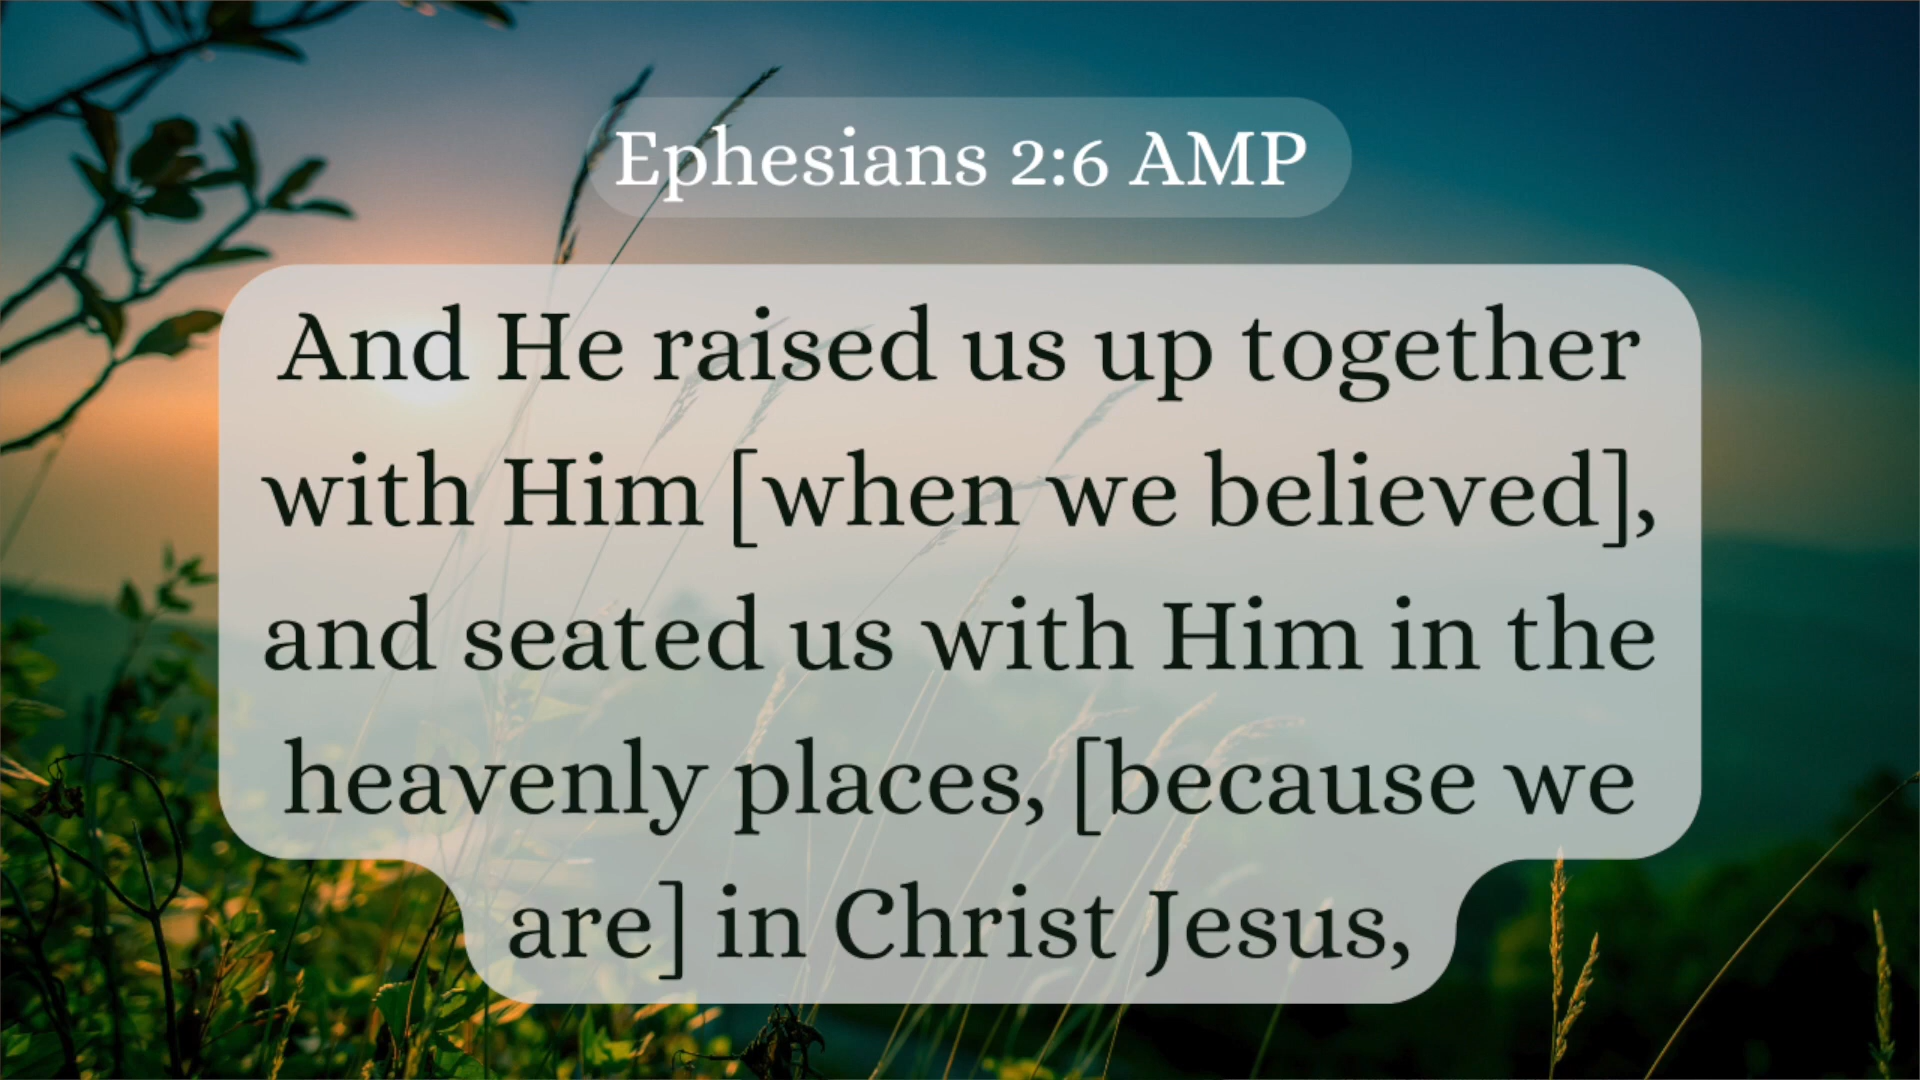 Ephesians 2:6 AMP
And He raised us up together
with Him [when we believed],
and seated us with Him in the
heavenly places, [because we
are] in Christ Jesus,